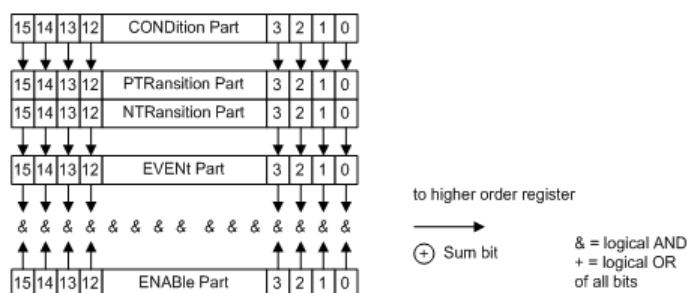 15 14 13 12 CONDition Part 3 2 1 0
15 14 13 12 PTRansition Part 3 2 1 0
15 14 13 12 NTRansition Part 3 2 1 0
15 14 13 12 EVENt Part 3 2 1 0
to higher order register
& & & & & & & & & & & & & & & &
+ Sum bit
& = logical AND
+ = logical OR
of all bits
15 14 13 12 ENABle Part 3 2 1 0